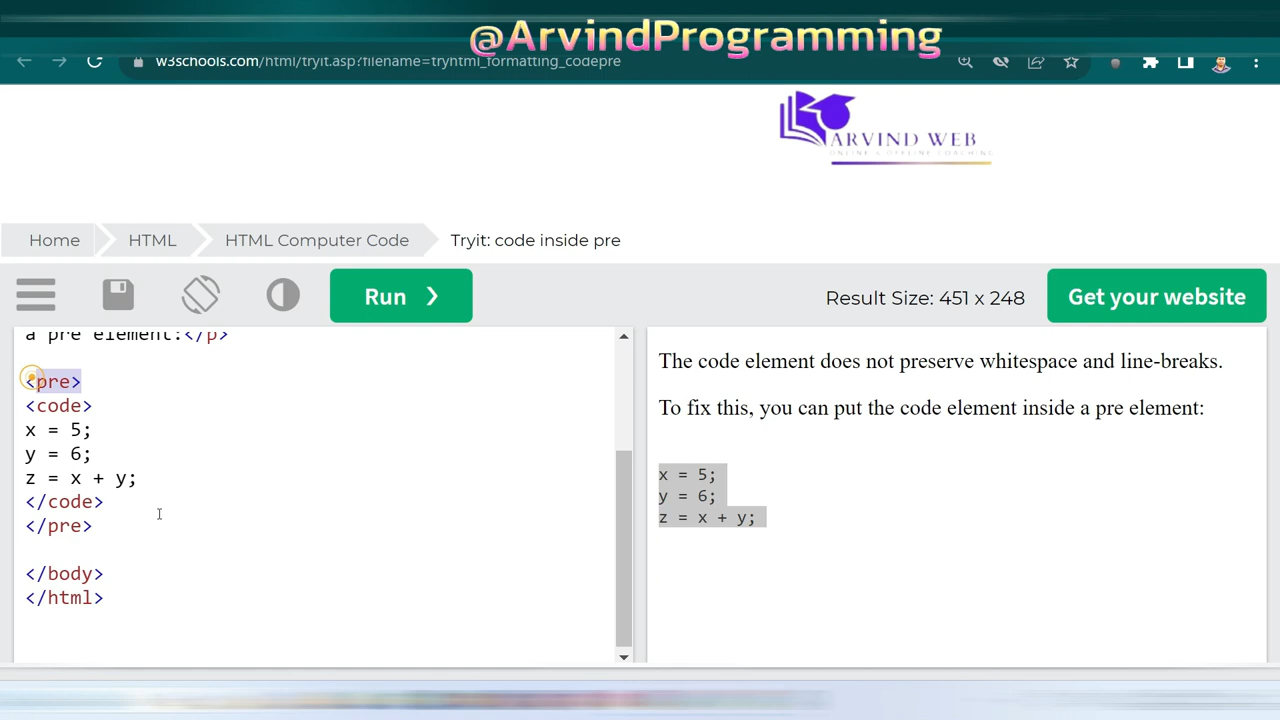 @ArvindProgramming
w3schools.com/html/tryit.asp?filename=tryhtml_formatting_codepre
ARVIND WEB
ONLINE & OFFLINE COACHING
Home
HTML
HTML Computer Code
Tryit: code inside pre
Run ❯
Result Size: 451 x 248
Get your website
a pre element:</p>
<pre>
<code>
x = 5;
y = 6;
z = x + y;
</code>
</pre>
</body>
</html>
The code element does not preserve whitespace and line-breaks.
To fix this, you can put the code element inside a pre element:
x = 5;
y = 6;
z = x + y;